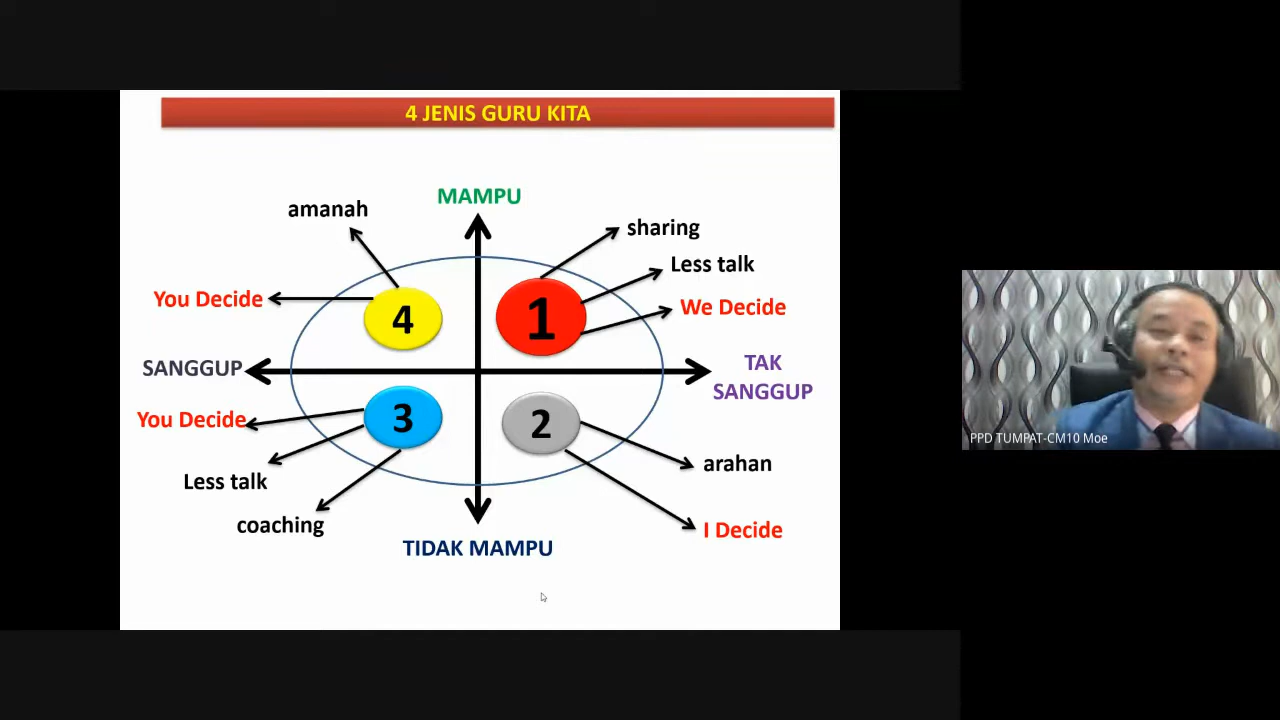 4 JENIS GURU KITA
MAMPU
amanah
sharing
Less talk
You Decide
We Decide
4
1
SANGGUP
TAK
SANGGUP
You Decide
3
2
arahan
Less talk
coaching
I Decide
TIDAK MAMPU
PPD TUMPAT-CM10 Moe